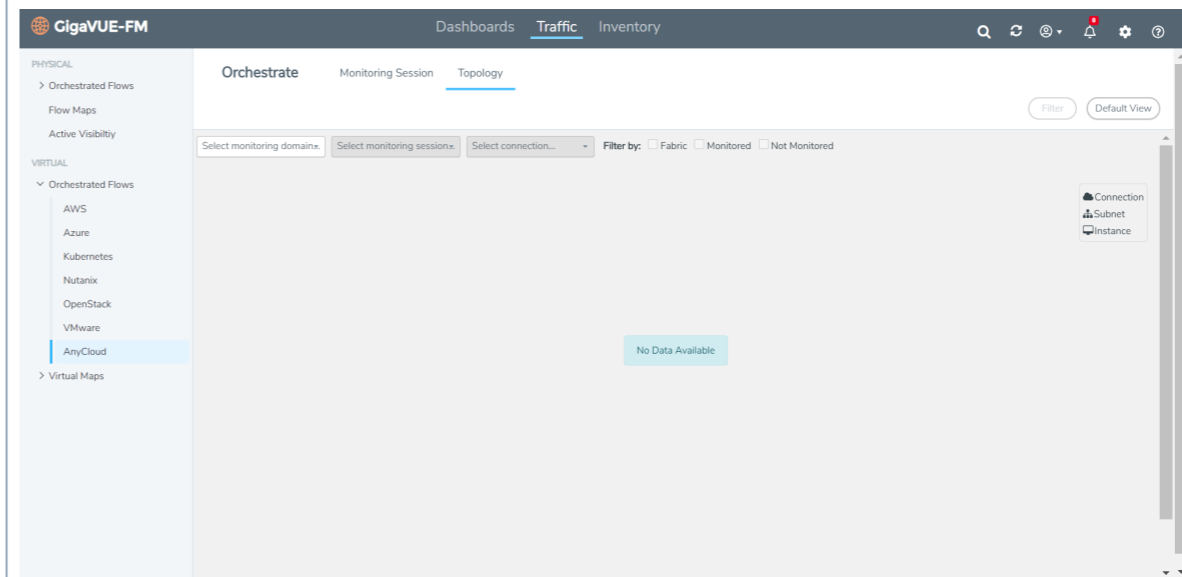 GigaVUE-FM
Dashboards Traffic Inventory
9
PHYSICAL
Orchestrated Flows
Flow Maps
Active Visibiltiy
VIRTUAL
Orchestrated Flows
AWS
Azure
Kubernetes
Nutanix
OpenStack
VMware
AnyCloud
Virtual Maps
Orchestrate Monitoring Session Topology
Filter Default View
Select monitoring domain... Select monitoring session... Select connection... Filter by: Fabric Monitored Not Monitored
Connection
Subnet
Instance
No Data Available